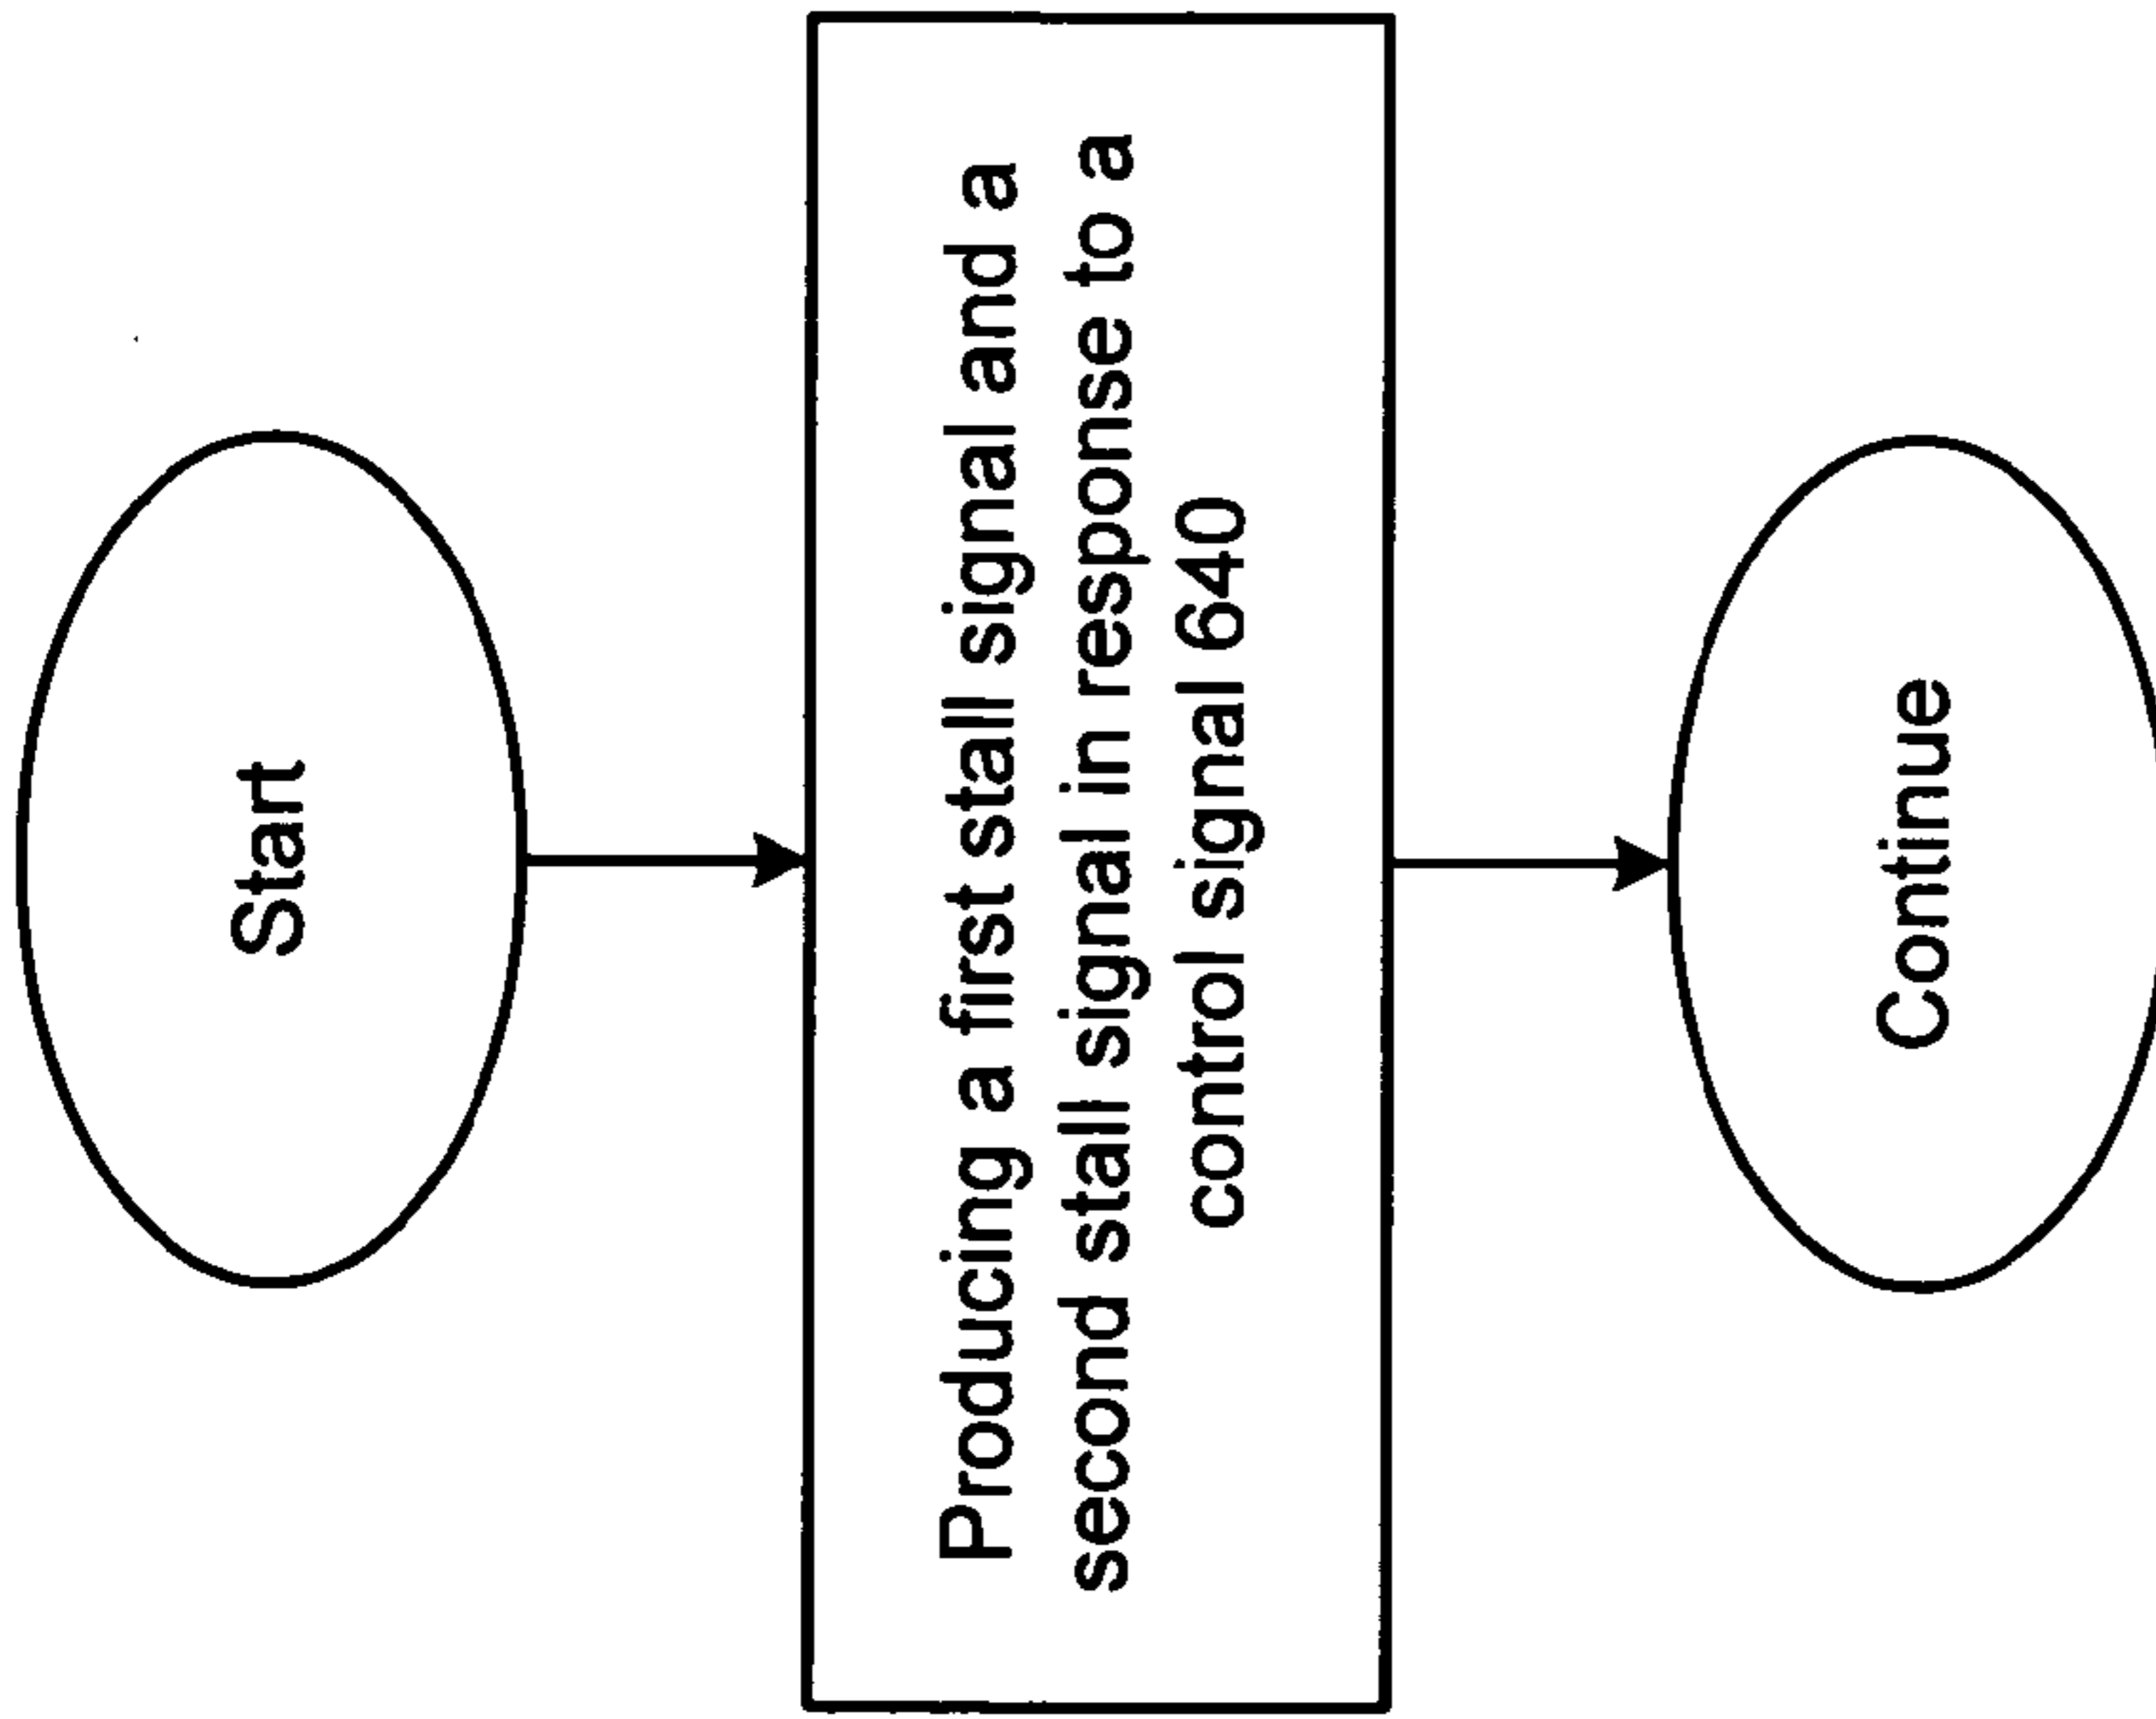 Start
Producing a first stall signal and a
second stall signal in response to a
control signal 640
Continue